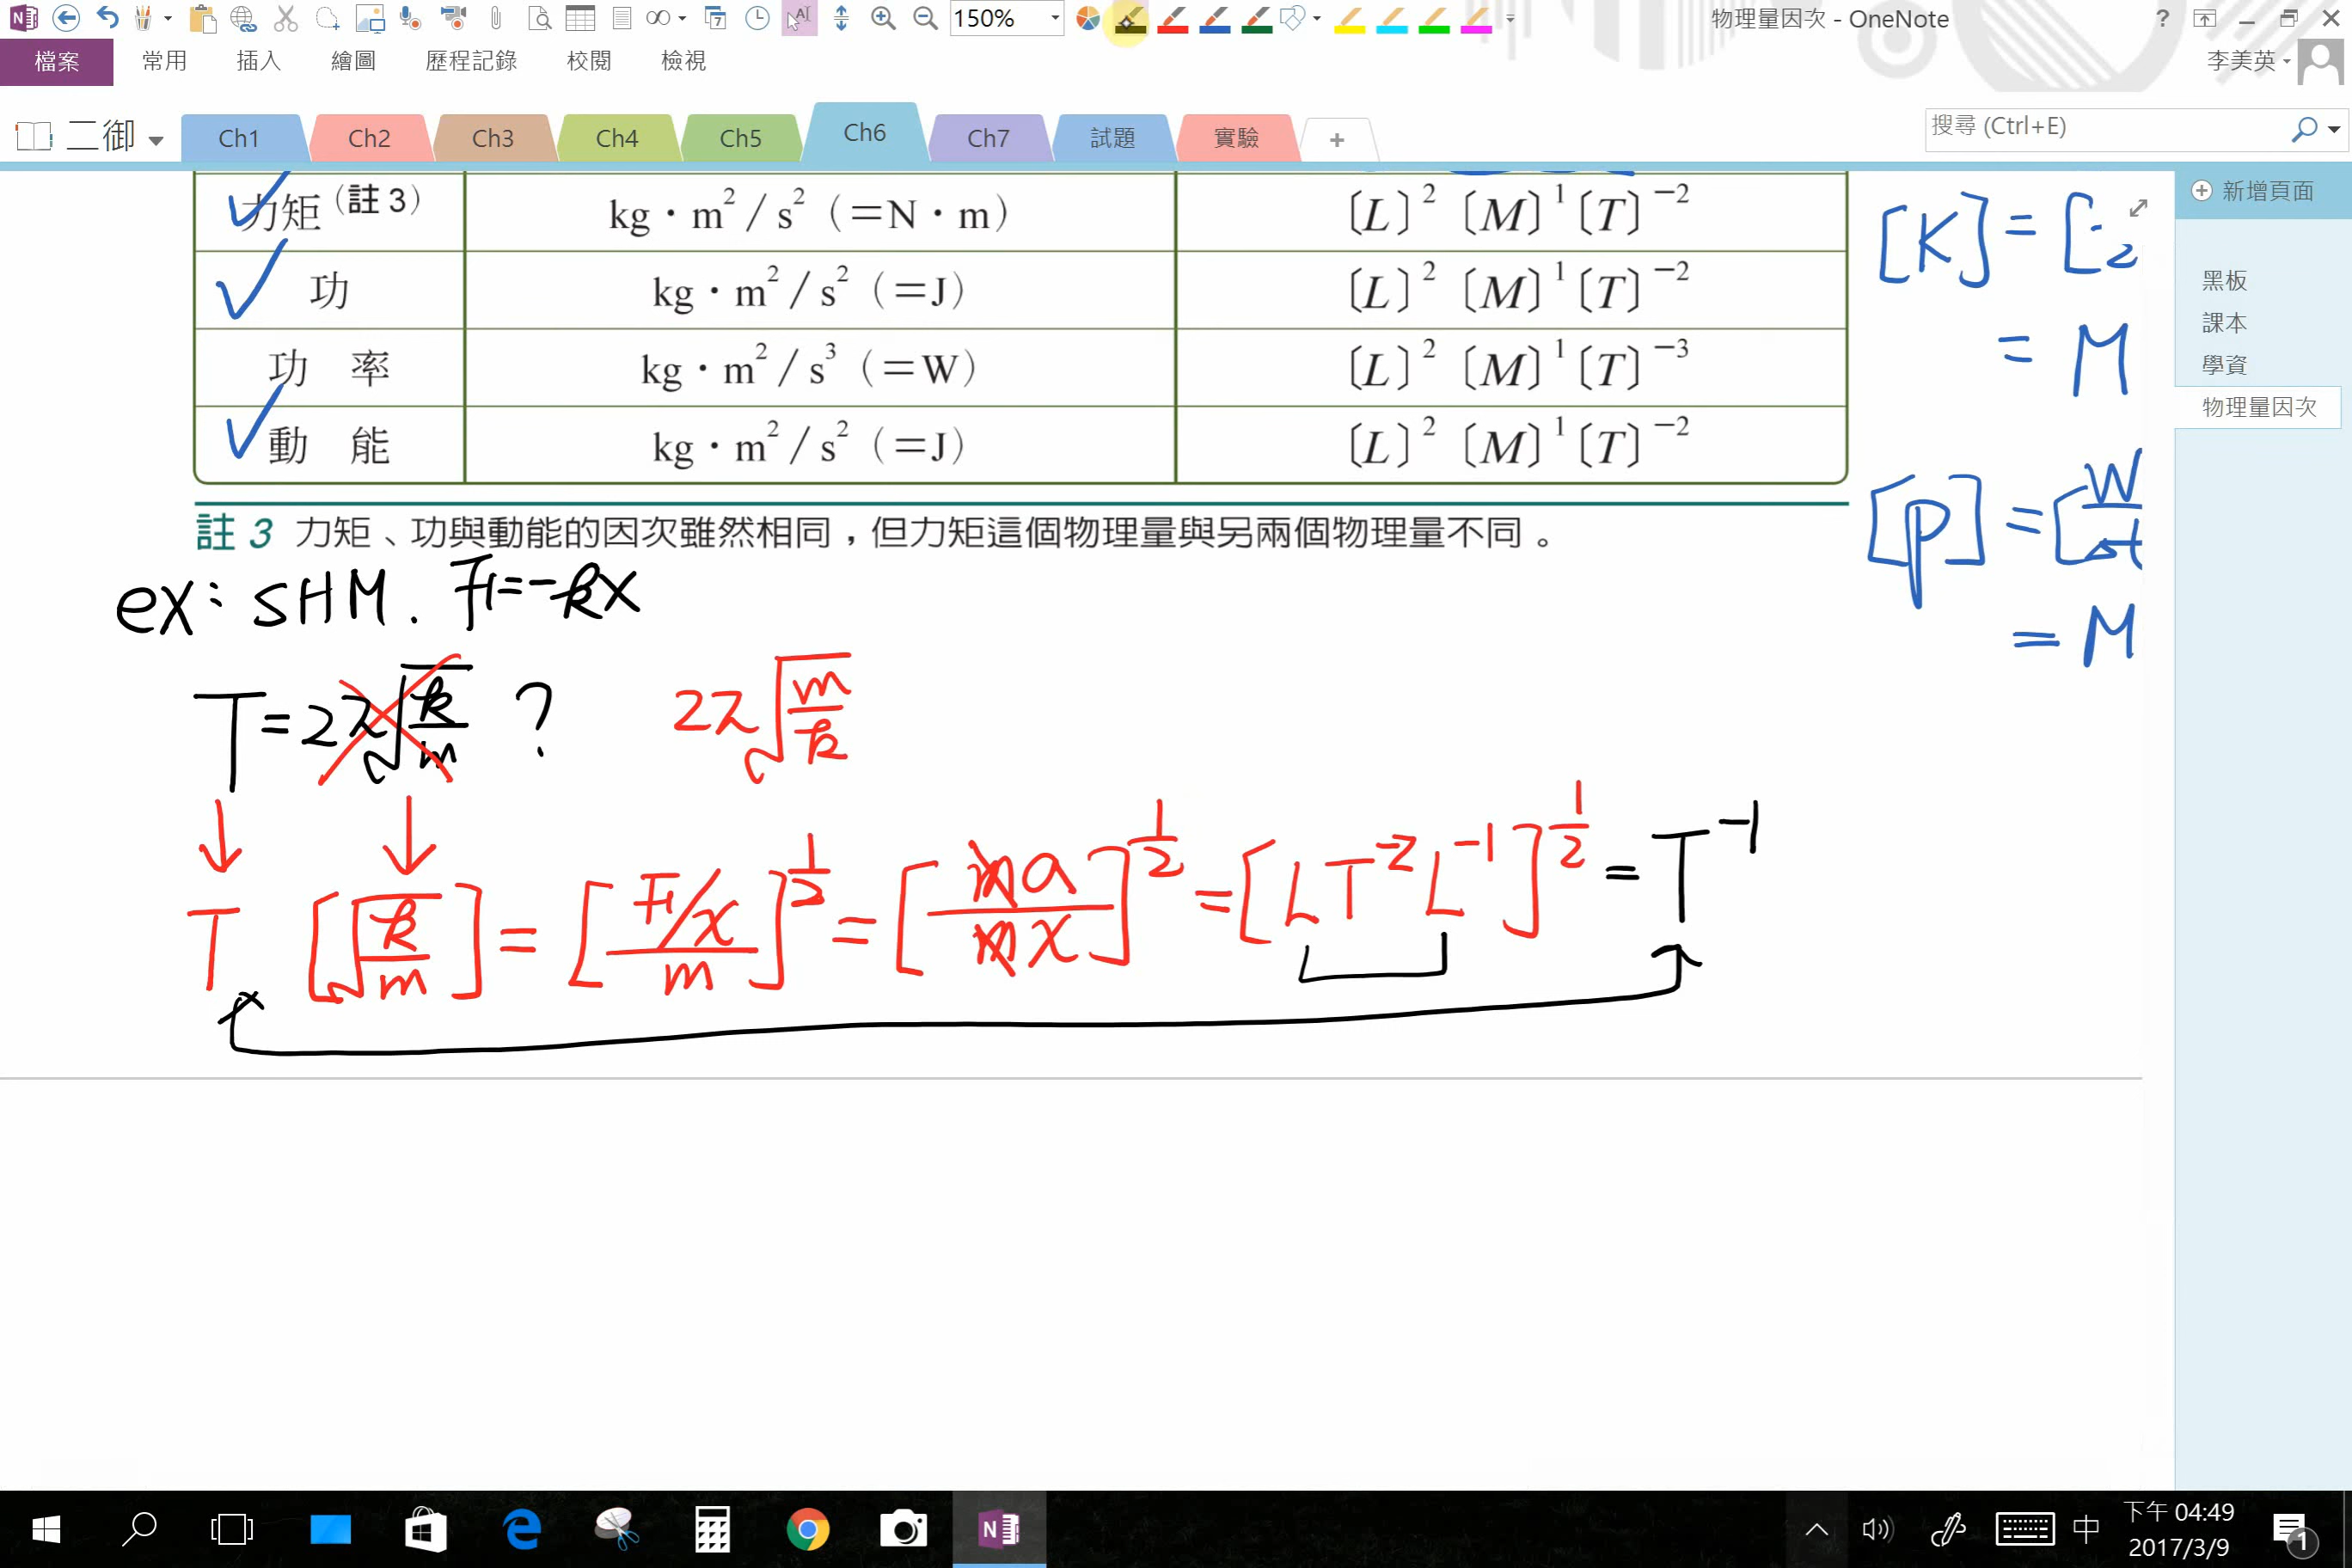 150%
物理量因次 - OneNote
?
檔案 常用 插入 繪圖 歷程記錄 校閱 檢視
李美英
二御 Ch1 Ch2 Ch3 Ch4 Ch5 Ch6 Ch7 試題 實驗 +
搜尋 (Ctrl+E)
新增頁面
黑板
課本
學資
物理量因次
力矩(註3) kg·m²/s²(=N·m) 〔L〕²〔M〕¹〔T〕⁻²
功 kg·m²/s²(=J) 〔L〕²〔M〕¹〔T〕⁻²
功 率 kg·m²/s³(=W) 〔L〕²〔M〕¹〔T〕⁻³
動 能 kg·m²/s²(=J) 〔L〕²〔M〕¹〔T〕⁻²
註3 力矩、功與動能的因次雖然相同,但力矩這個物理量與另兩個物理量不同。
[K] = [
= M
[P] = [W/Δt
= M
ex: SHM. F=-kx
T=2π√(k/m) ? 2π√(m/k)
T [√(k/m)] = [(F/x)/m]^(1/2) = [ma/mx]^(1/2) = [LT⁻²L⁻¹]^(1/2) = T⁻¹
中
下午 04:49
2017/3/9
1